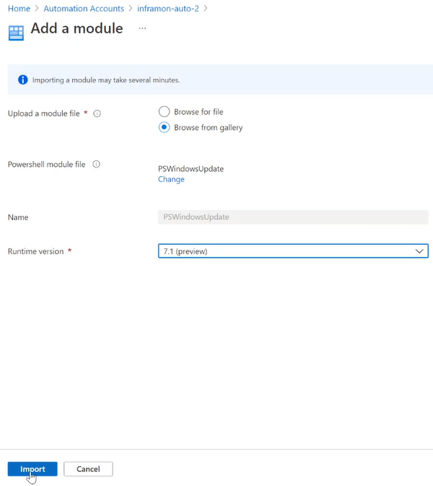 Home > Automation Accounts > inframon-auto-2 >
Add a module ...
Importing a module may take several minutes.
Upload a module file *
Browse for file
Browse from gallery
Powershell module file
PSWindowsUpdate
Change
Name
PSWindowsUpdate
Runtime version *
7.1 (preview)
Import
Cancel